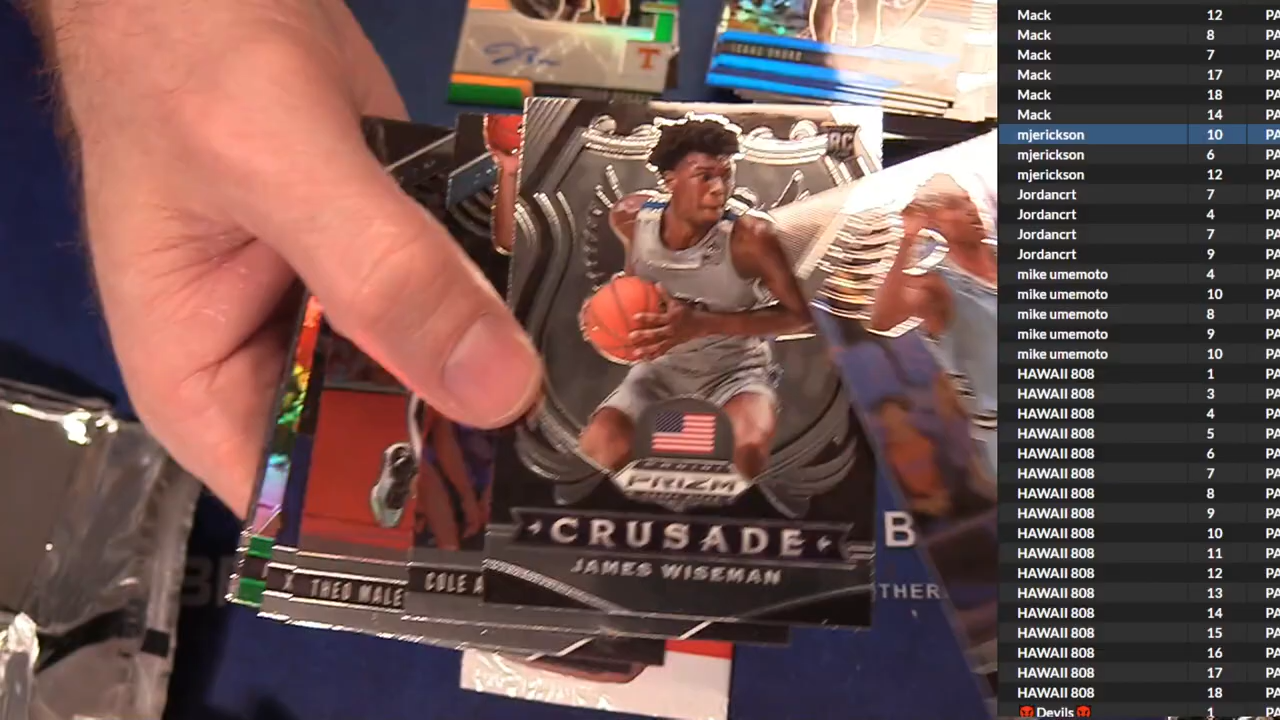 Mack 12 PA
Mack 8 PA
Mack 7 PA
Mack 17 PA
Mack 18 PA
Mack 14 PA
mjerickson 10 PA
mjerickson 6 PA
mjerickson 12 PA
Jordancrt 7 PA
Jordancrt 4 PA
Jordancrt 7 PA
Jordancrt 9 PA
mike umemoto 4 PA
mike umemoto 10 PA
mike umemoto 8 PA
mike umemoto 9 PA
mike umemoto 10 PA
HAWAII 808 1 PA
HAWAII 808 3 PA
HAWAII 808 4 PA
HAWAII 808 5 PA
HAWAII 808 6 PA
HAWAII 808 7 PA
HAWAII 808 8 PA
HAWAII 808 9 PA
HAWAII 808 10 PA
HAWAII 808 11 PA
HAWAII 808 12 PA
HAWAII 808 13 PA
HAWAII 808 14 PA
HAWAII 808 15 PA
HAWAII 808 16 PA
HAWAII 808 17 PA
HAWAII 808 18 PA
👹Devils👹 1 PA
T
RC
PRIZM
CRUSADE
JAMES WISEMAN
X THEO MALE
COLE A
B
THER